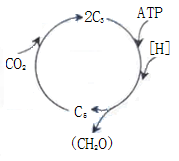 2C₃
ATP
[H]
CO₂
C₅
(CH₂O)